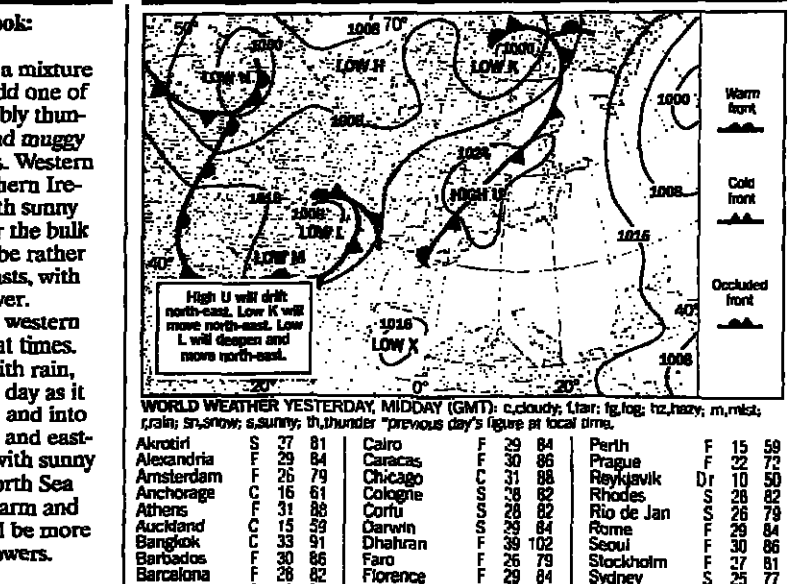 ook:
a mixture
dd one of
bly thun-
nd muggy
s. Western
hern Ire-
th sunny
r the bulk
be rather
asts, with
ver.
western
at times.
ith rain,
day as it
and into
and east-
with sunny
orth Sea
arm and
l be more
owers.
50°
1008
70°
1000
LOW N
LOW H
1000
LOW K
1008
1024
HIGH U
1016
1008
LOW L
LOW M
40°
1000
1008
1016
Warm
front
Cold
front
Occluded
front
High U will drift
north-east. Low K will
move north-east. Low
L will deepen and
move north-east.
1016
LOW X
40°
1008
20°
0°
20°
WORLD WEATHER YESTERDAY, MIDDAY (GMT): c,cloudy; f,fair; fg,fog; hz,hazy; m,mist;
r,rain; sn,snow; s,sunny; th,thunder *previous day's figure at local time.
Akrotiri S 27 81
Alexandria F 29 84
Amsterdam F 26 79
Anchorage C 16 61
Athens F 31 88
Auckland C 15 59
Bangkok C 33 91
Barbados F 30 86
Barcelona F 28 82
Cairo F 29 84
Caracas F 30 86
Chicago C 31 88
Cologne S 28 82
Corfu S 28 82
Darwin S 29 84
Dhahran F 39 102
Faro F 26 79
Florence F 29 84
Perth F 15 59
Prague F 22 72
Reykjavik Dr 10 50
Rhodes S 28 82
Rio de Jan S 26 79
Rome F 29 84
Seoul F 30 86
Stockholm F 27 81
Sydney S 25 77